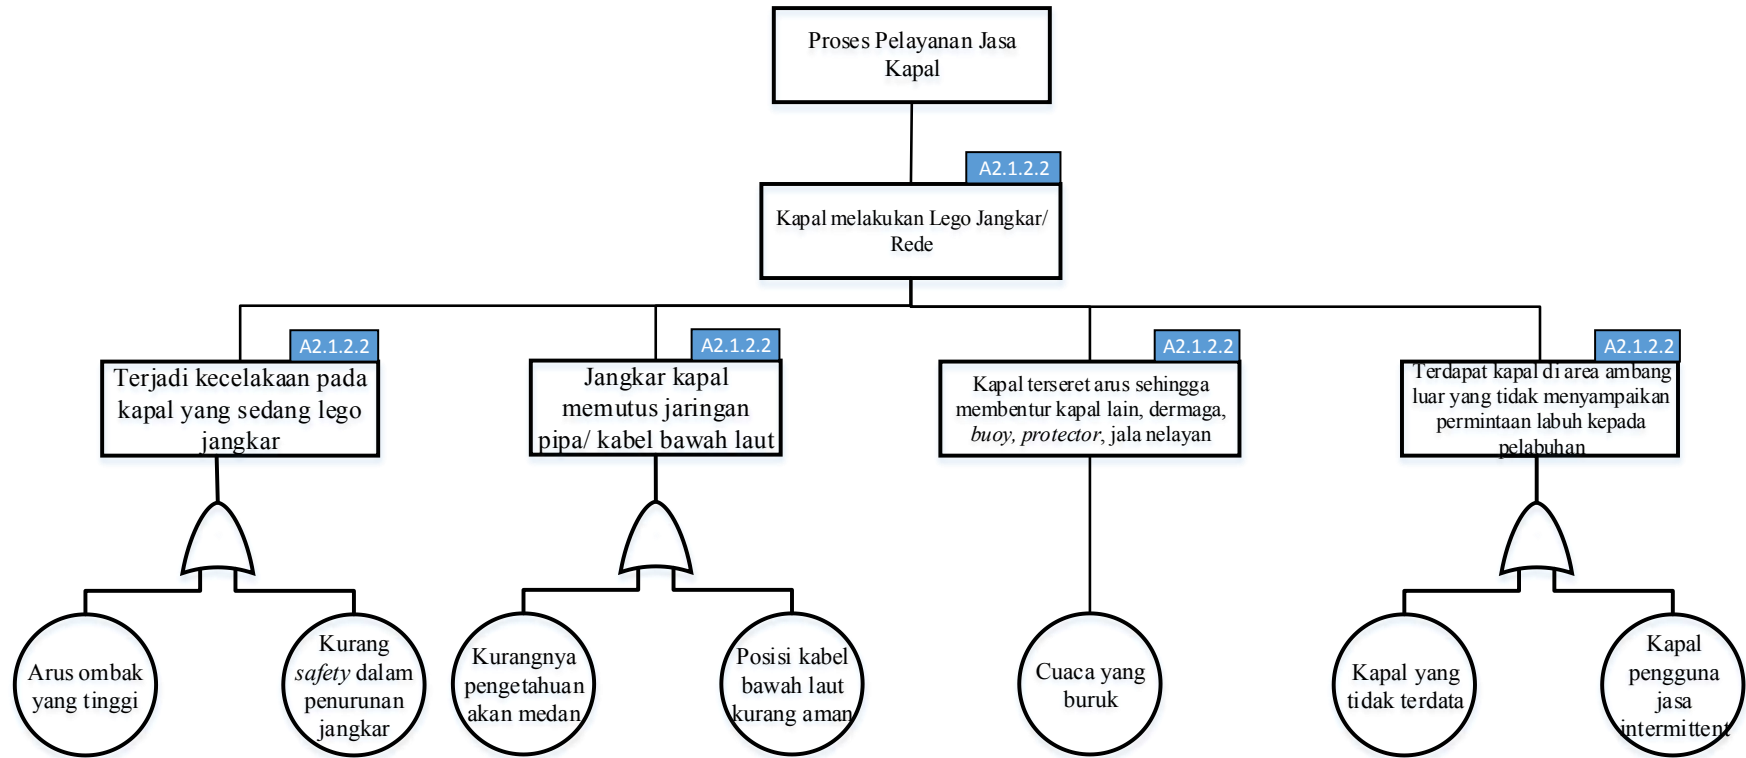 Proses Pelayanan Jasa
Kapal
A2.1.2.2
Kapal melakukan Lego Jangkar/
Rede
A2.1.2.2
Terjadi kecelakaan pada
kapal yang sedang lego
jangkar
A2.1.2.2
Jangkar kapal
memutus jaringan
pipa/ kabel bawah laut
A2.1.2.2
Kapal terseret arus sehingga
membentur kapal lain, dermaga,
buoy, protector, jala nelayan
A2.1.2.2
Terdapat kapal di area ambang
luar yang tidak menyampaikan
permintaan labuh kepada
pelabuhan
Arus ombak
yang tinggi
Kurang
safety dalam
penurunan
jangkar
Kurangnya
pengetahuan
akan medan
Posisi kabel
bawah laut
kurang aman
Cuaca yang
buruk
Kapal yang
tidak terdata
Kapal
pengguna
jasa
intermittent